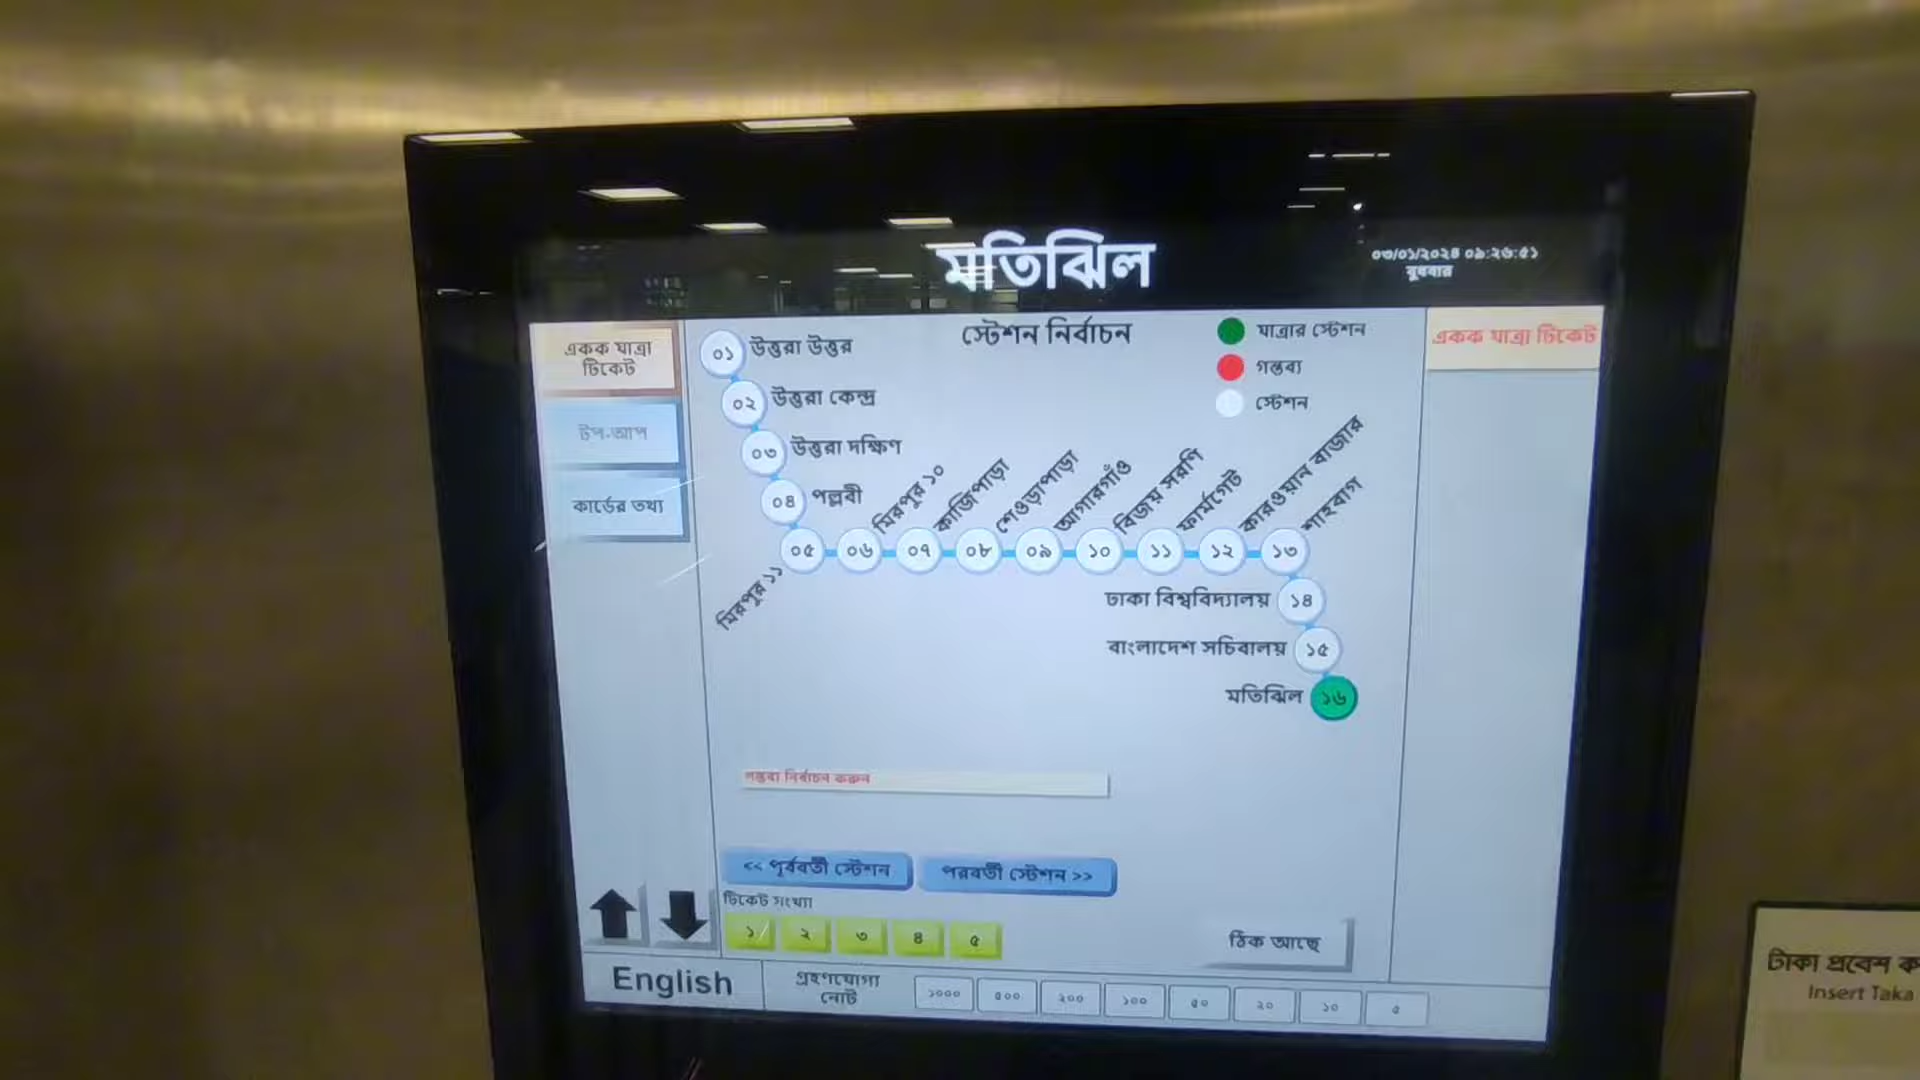 মতিঝিল
০৩/০১/২০২৪ ০৯:২৬:৫১
বুধবার
একক যাত্রা
টিকেট
টপ-আপ
কার্ডের তথ্য
স্টেশন নির্বাচন
যাত্রার স্টেশন
গন্তব্য
স্টেশন
একক যাত্রা টিকেট
০১ উত্তরা উত্তর
০২ উত্তরা কেন্দ্র
০৩ উত্তরা দক্ষিণ
০৪ পল্লবী
০৫ মিরপুর ১১
০৬ মিরপুর ১০
০৭ কাজিপাড়া
০৮ শেওড়াপাড়া
০৯ আগারগাঁও
১০ বিজয় সরণি
১১ ফার্মগেট
১২ কারওয়ান বাজার
১৩ শাহবাগ
ঢাকা বিশ্ববিদ্যালয় ১৪
বাংলাদেশ সচিবালয় ১৫
মতিঝিল ১৬
গন্তব্য নির্বাচন করুন
<< পূর্ববর্তী স্টেশন
পরবর্তী স্টেশন >>
টিকেট সংখ্যা
১ ২ ৩ ৪ ৫
ঠিক আছে
English
গ্রহণযোগ্য
নোট
১০০০ ৫০০ ২০০ ১০০ ৫০ ২০ ১০ ৫
টাকা প্রবেশ ক
Insert Taka